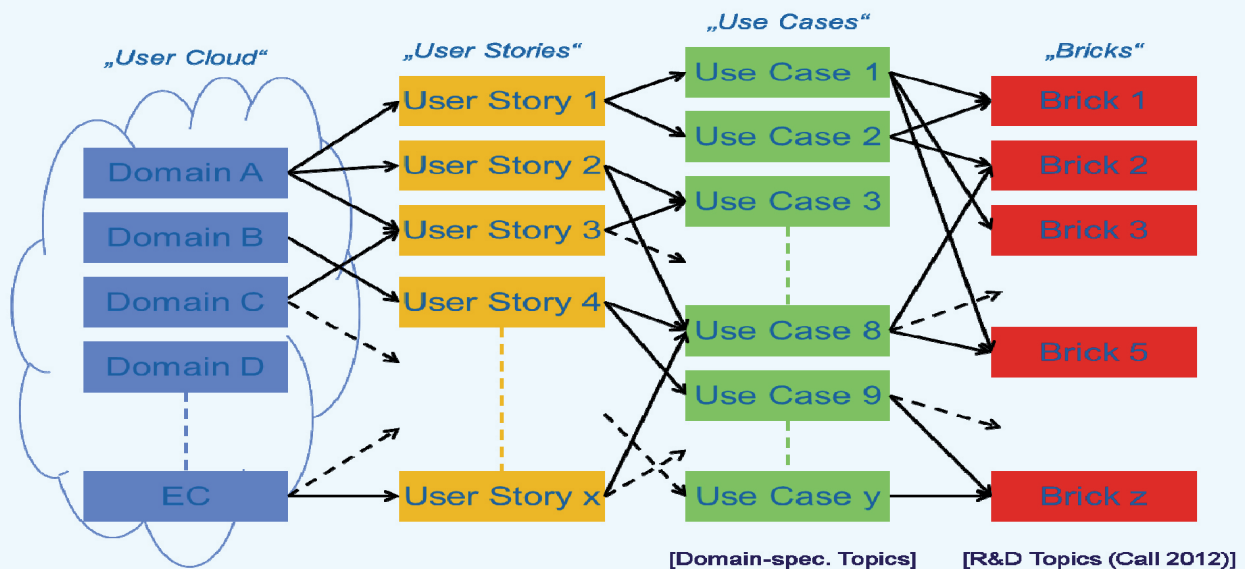 „User Cloud“
Domain A
Domain B
Domain C
Domain D
EC
„User Stories“
User Story 1
User Story 2
User Story 3
User Story 4
User Story x
„Use Cases“
Use Case 1
Use Case 2
Use Case 3
Use Case 8
Use Case 9
Use Case y
[Domain-spec. Topics]
„Bricks“
Brick 1
Brick 2
Brick 3
Brick 5
Brick z
[R&D Topics (Call 2012)]